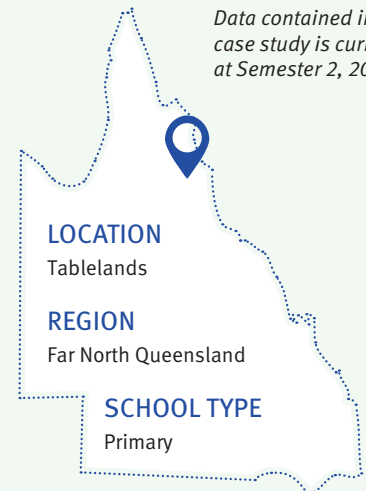 Data contained i
case study is cur
at Semester 2, 20
LOCATION
Tablelands
REGION
Far North Queensland
SCHOOL TYPE
Primary